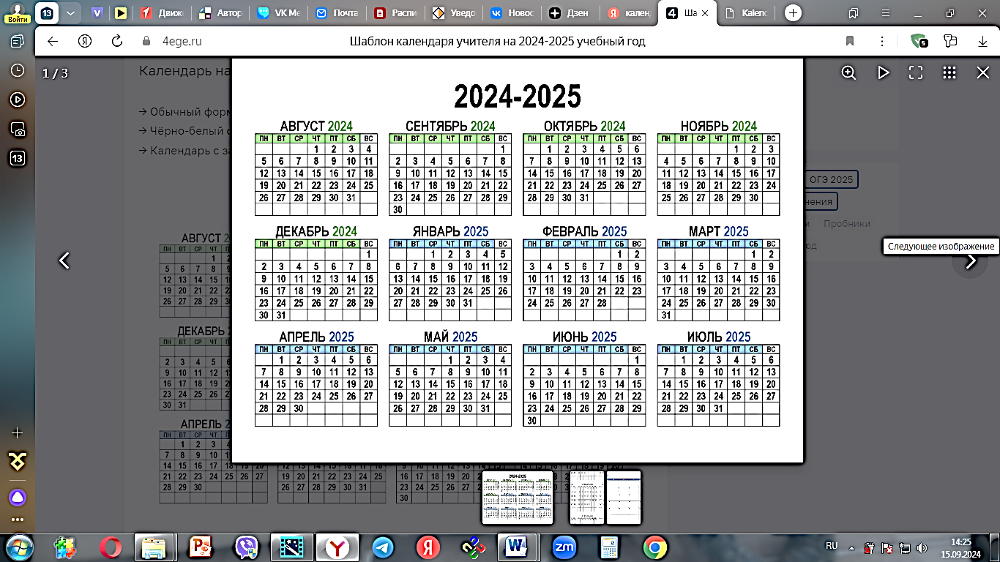 Войти
13
Движ
Автор
VK Ме
Почта
Распи
Уведо
Новос
Дзен
кален
Ша
Kalend
4ege.ru
Шаблон календаря учителя на 2024-2025 учебный год
5
1 / 3
Календарь на
→ Обычный форм
→ Чёрно-белый
→ Календарь с за
13
2024-2025
АВГУСТ 2024 СЕНТЯБРЬ 2024 ОКТЯБРЬ 2024 НОЯБРЬ 2024
ПН ВТ СР ЧТ ПТ СБ ВС ПН ВТ СР ЧТ ПТ СБ ВС ПН ВТ СР ЧТ ПТ СБ ВС ПН ВТ СР ЧТ ПТ СБ ВС
1 2 3 4 1 1 2 3 4 5 6 1 2 3
5 6 7 8 9 10 11 2 3 4 5 6 7 8 7 8 9 10 11 12 13 4 5 6 7 8 9 10
12 13 14 15 16 17 18 9 10 11 12 13 14 15 14 15 16 17 18 19 20 11 12 13 14 15 16 17
19 20 21 22 23 24 25 16 17 18 19 20 21 22 21 22 23 24 25 26 27 18 19 20 21 22 23 24
26 27 28 29 30 31 23 24 25 26 27 28 29 28 29 30 31 25 26 27 28 29 30
30
ДЕКАБРЬ 2024 ЯНВАРЬ 2025 ФЕВРАЛЬ 2025 МАРТ 2025
ПН ВТ СР ЧТ ПТ СБ ВС ПН ВТ СР ЧТ ПТ СБ ВС ПН ВТ СР ЧТ ПТ СБ ВС ПН ВТ СР ЧТ ПТ СБ ВС
1 1 2 3 4 5 1 2 1 2
2 3 4 5 6 7 8 6 7 8 9 10 11 12 3 4 5 6 7 8 9 3 4 5 6 7 8 9
9 10 11 12 13 14 15 13 14 15 16 17 18 19 10 11 12 13 14 15 16 10 11 12 13 14 15 16
16 17 18 19 20 21 22 20 21 22 23 24 25 26 17 18 19 20 21 22 23 17 18 19 20 21 22 23
23 24 25 26 27 28 29 27 28 29 30 31 24 25 26 27 28 24 25 26 27 28 29 30
30 31 31
АПРЕЛЬ 2025 МАЙ 2025 ИЮНЬ 2025 ИЮЛЬ 2025
ПН ВТ СР ЧТ ПТ СБ ВС ПН ВТ СР ЧТ ПТ СБ ВС ПН ВТ СР ЧТ ПТ СБ ВС ПН ВТ СР ЧТ ПТ СБ ВС
1 2 3 4 5 6 1 2 3 4 1 1 2 3 4 5 6
7 8 9 10 11 12 13 5 6 7 8 9 10 11 2 3 4 5 6 7 8 7 8 9 10 11 12 13
14 15 16 17 18 19 20 12 13 14 15 16 17 18 9 10 11 12 13 14 15 14 15 16 17 18 19 20
21 22 23 24 25 26 27 19 20 21 22 23 24 25 16 17 18 19 20 21 22 21 22 23 24 25 26 27
28 29 30 26 27 28 29 30 31 23 24 25 26 27 28 29 28 29 30 31
30
ОГЭ 2025
нения
Пробники
од
Следующее изображение
RU
14:25
15.09.2024